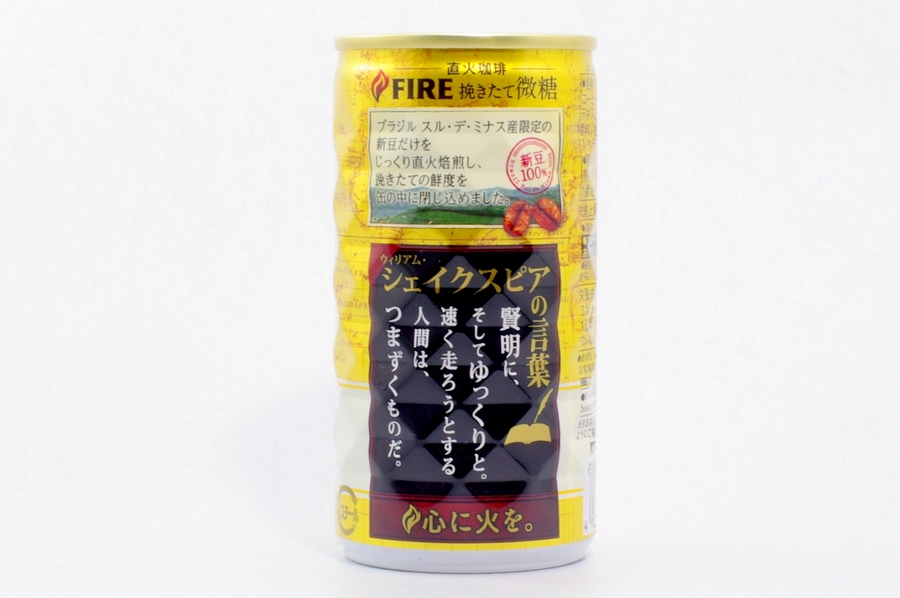 直火珈琲
FIRE 挽きたて微糖
ブラジル スル・デ・ミナス産限定の
新豆だけを
じっくり直火焙煎し、
挽きたての鮮度を
缶の中に閉じ込めました。
新豆
100%
ウィリアム・
シェイクスピア
の言葉
賢明に、
そしてゆっくりと。
速く走ろうとする
人間は、
つまずくものだ。
心に火を。